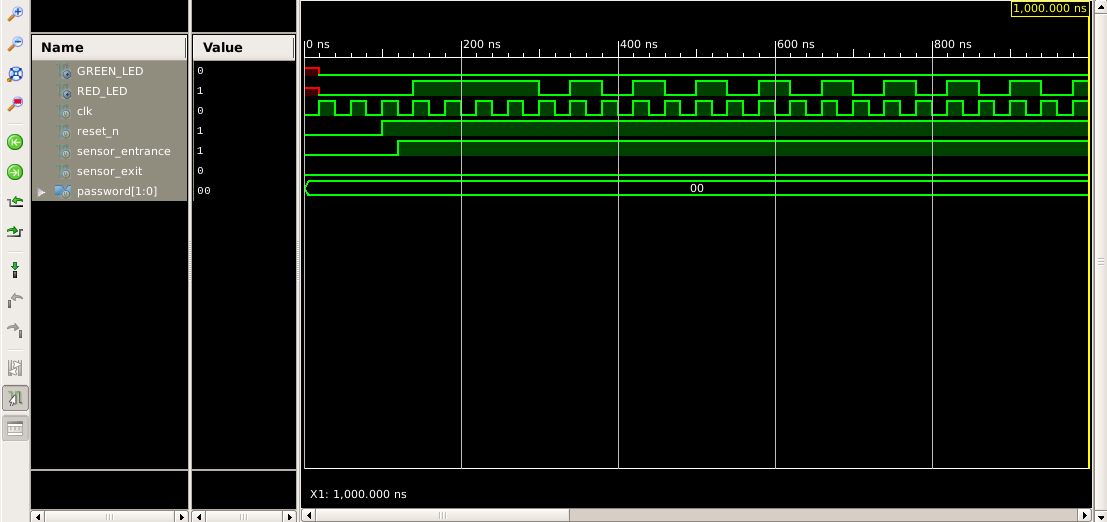 1,000.000 ns
Name
Value
0 ns
200 ns
400 ns
600 ns
800 ns
GREEN_LED
0
RED_LED
1
clk
0
reset_n
1
sensor_entrance
1
sensor_exit
0
password[1:0]
00
00
X1: 1,000.000 ns